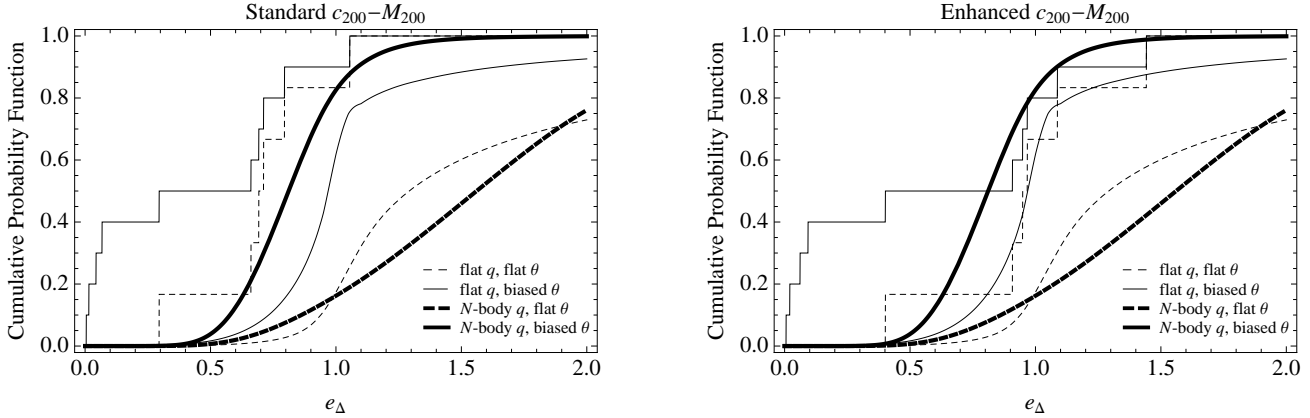 Standard c200−M200
Cumulative Probability Function
1.0
0.8
0.6
0.4
0.2
0.0
flat q, flat θ
flat q, biased θ
N-body q, flat θ
N-body q, biased θ
0.0 0.5 1.0 1.5 2.0
eΔ
Enhanced c200−M200
Cumulative Probability Function
1.0
0.8
0.6
0.4
0.2
0.0
flat q, flat θ
flat q, biased θ
N-body q, flat θ
N-body q, biased θ
0.0 0.5 1.0 1.5 2.0
eΔ